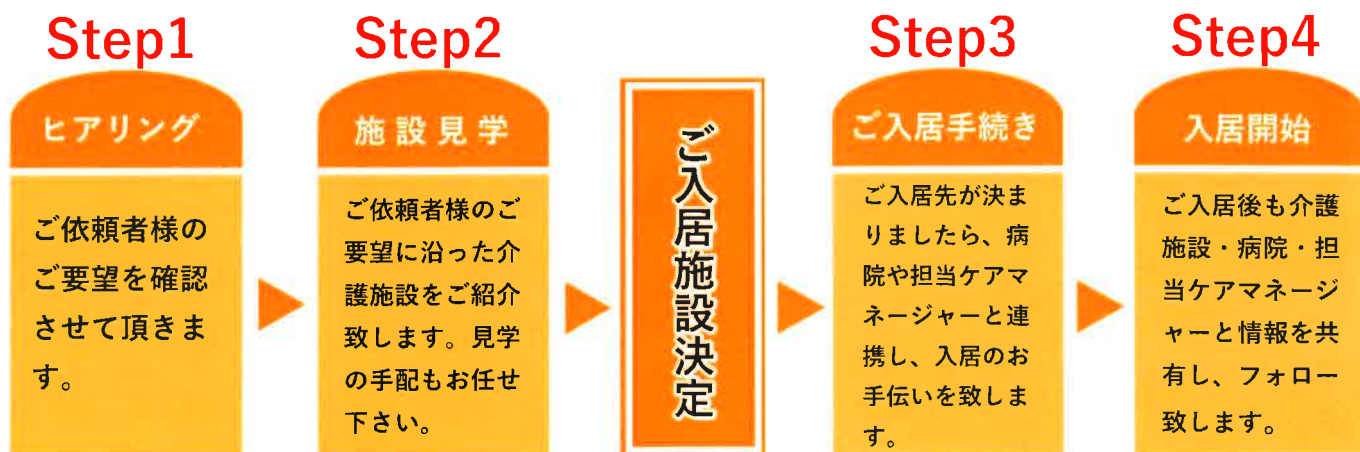 Step1
ヒアリング
ご依頼者様の
ご要望を確認
させて頂きま
す。
Step2
施設見学
ご依頼者様のご
要望に沿った介
護施設をご紹介
致します。見学
の手配もお任せ
下さい。
ご入居施設決定
Step3
ご入居手続き
ご入居先が決ま
りましたら、病
院や担当ケアマ
ネージャーと連
携し、入居のお
手伝いを致しま
す。
Step4
入居開始
ご入居後も介護
施設・病院・担
当ケアマネージ
ャーと情報を共
有し、フォロー
致します。